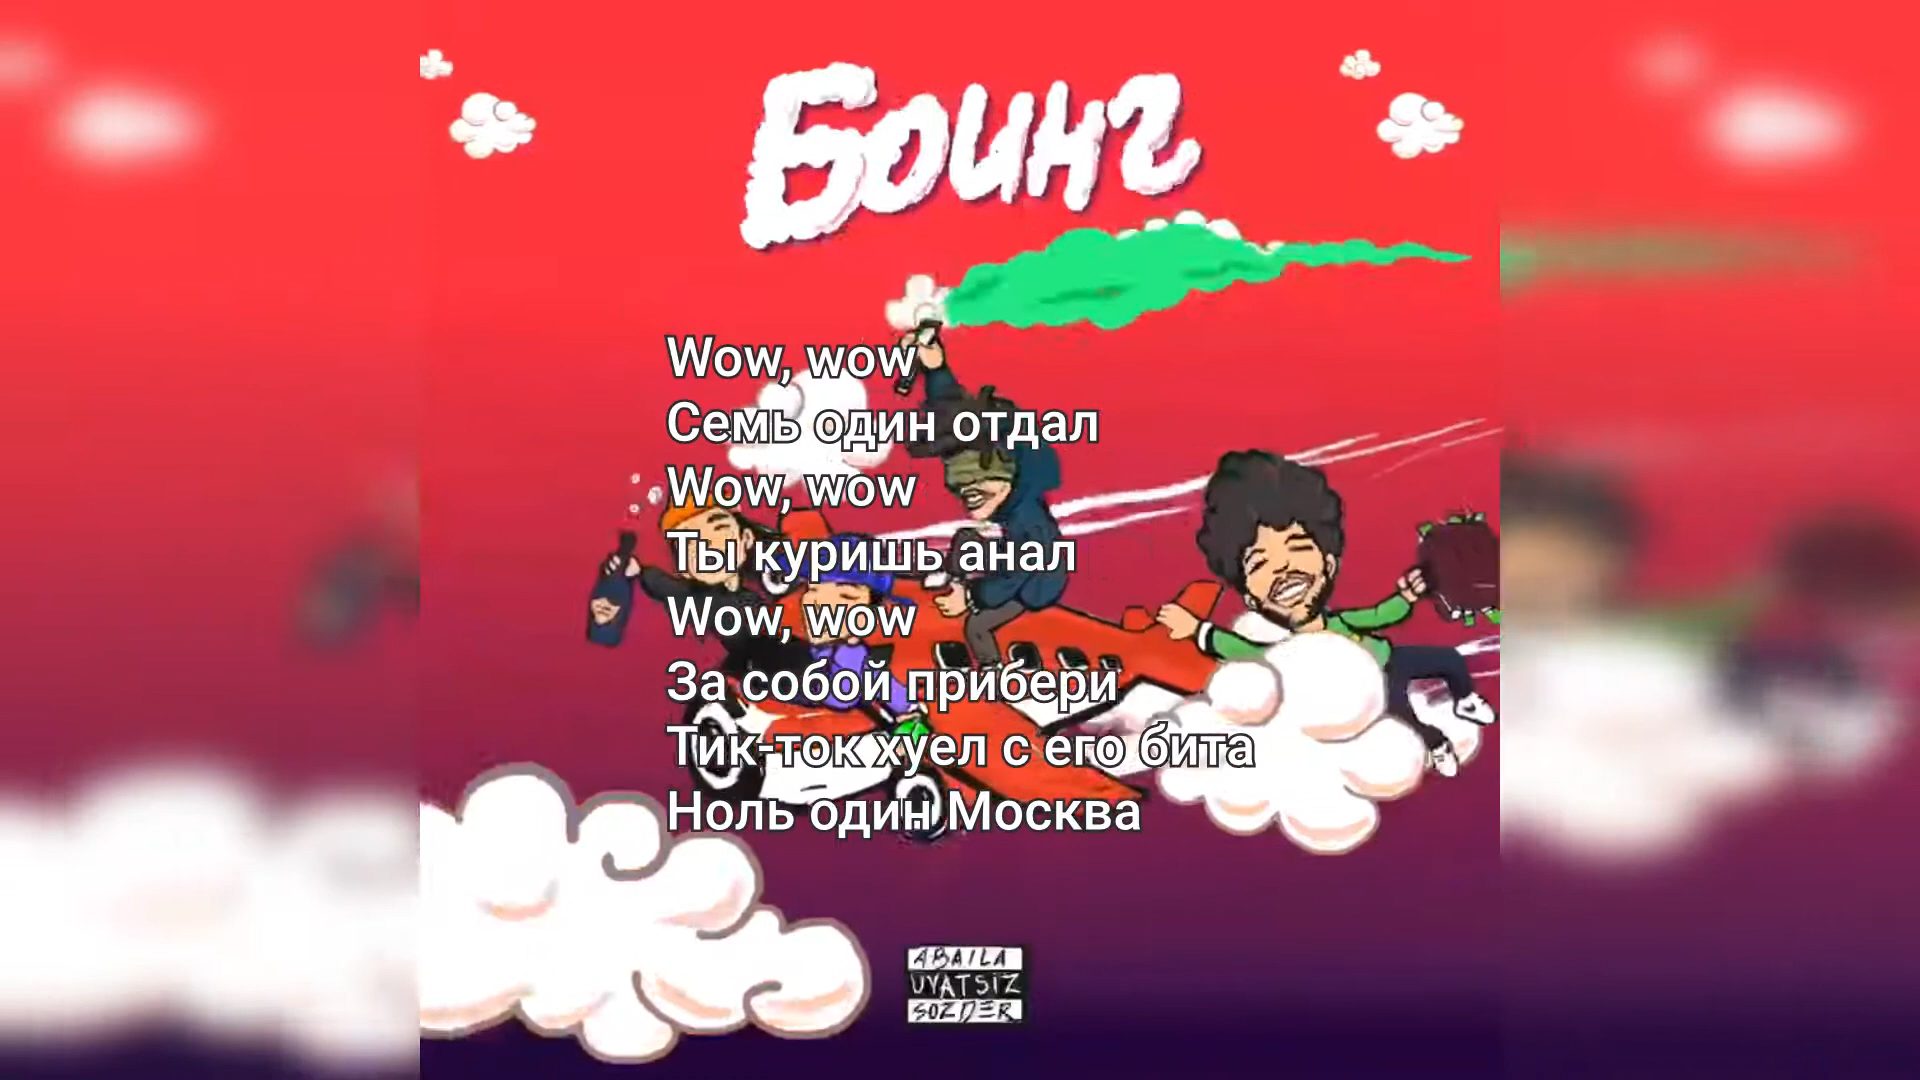 Боинг
Wow, wow
Семь один отдал
Wow, wow
Ты куришь анал
Wow, wow
За собой прибери
Тик-ток хуел с его бита
Ноль один Москва
ABAILA
UYATSIZ
SOZDER